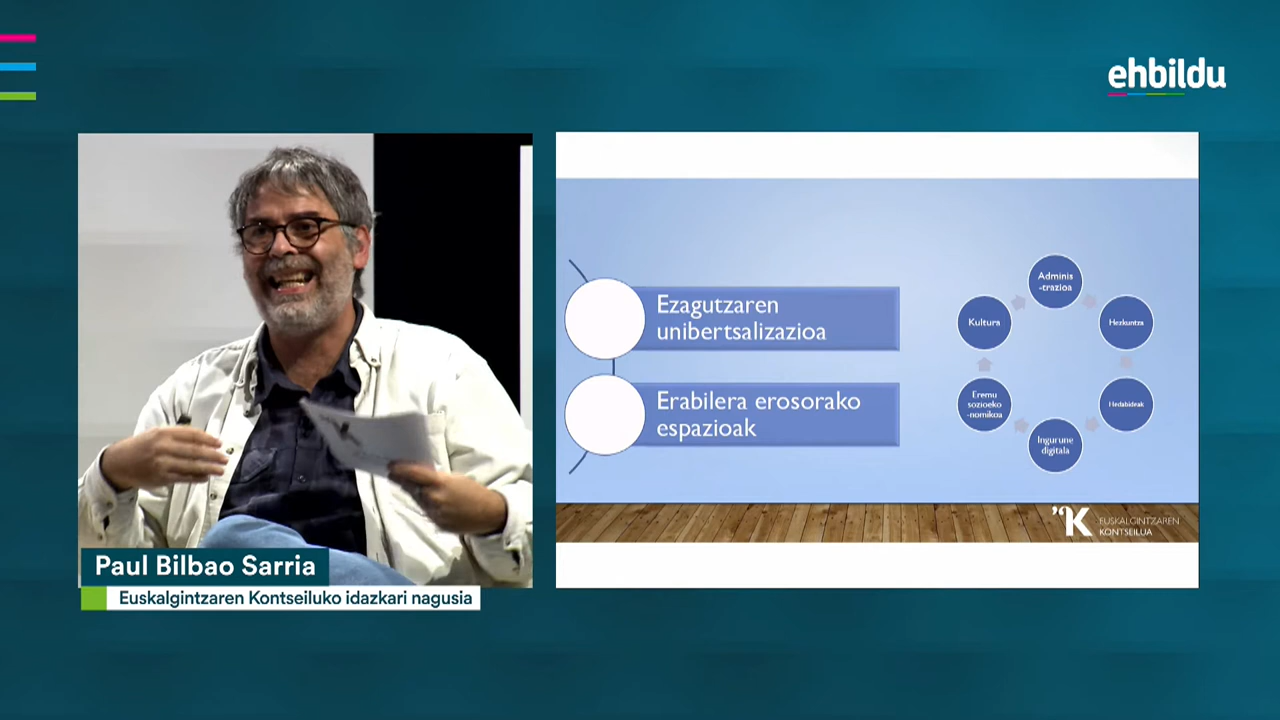 ehbildu
Ezagutzaren
unibertsalizazioa
Erabilera erosorako
espazioak
Adminis
-trazioa
Hezkuntza
Hedabideak
Ingurune
digitala
Eremu
sozioeko
-nomikoa
Kultura
"K EUSKALGINTZAREN
KONTSEILUA
Paul Bilbao Sarria
Euskalgintzaren Kontseiluko idazkari nagusia